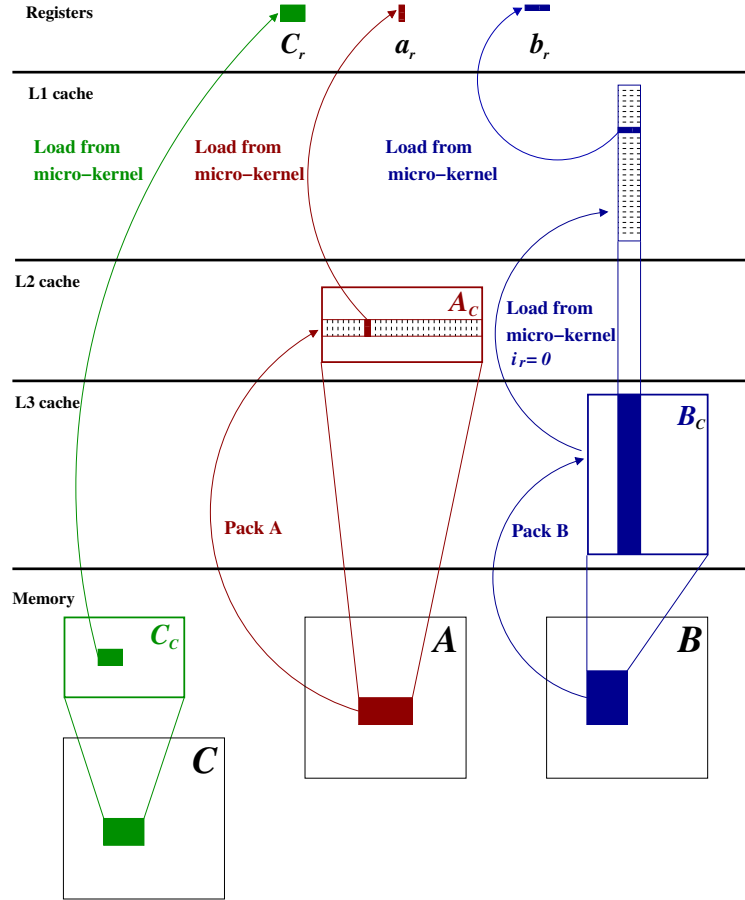 Registers
C_r
a_r
b_r
L1 cache
Load from
micro−kernel
Load from
micro−kernel
Load from
micro−kernel
L2 cache
A_C
Load from
micro−kernel
i_r = 0
L3 cache
B_C
Pack A
Pack B
Memory
C_C
A
B
C